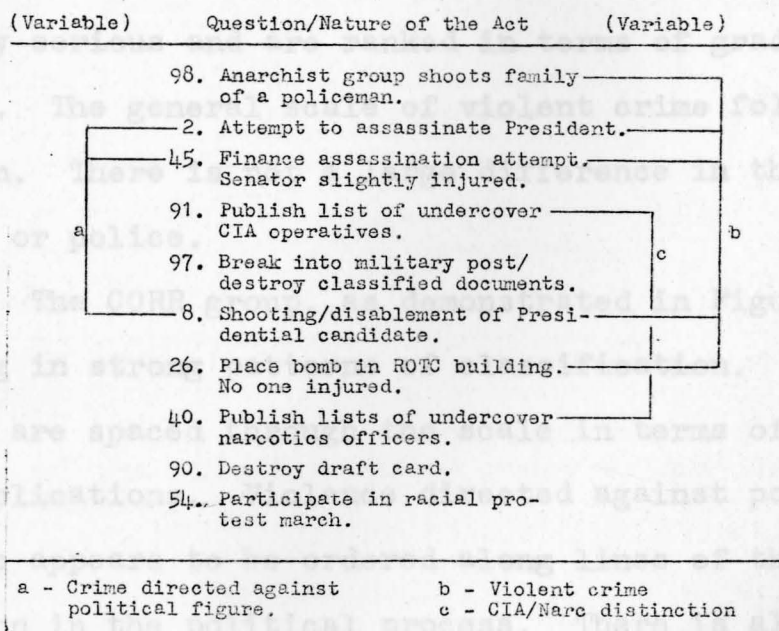 (Variable) Question/Nature of the Act (Variable)
98. Anarchist group shoots family
of a policeman.
2. Attempt to assassinate President.
45. Finance assassination attempt.
Senator slightly injured.
91. Publish list of undercover
CIA operatives.
a
b
c
97. Break into military post/
destroy classified documents.
8. Shooting/disablement of Presi-
dential candidate.
26. Place bomb in ROTC building.
No one injured.
40. Publish lists of undercover
narcotics officers.
90. Destroy draft card.
54. Participate in racial pro-
test march.
a - Crime directed against
political figure.
b - Violent crime
c - CIA/Narc distinction